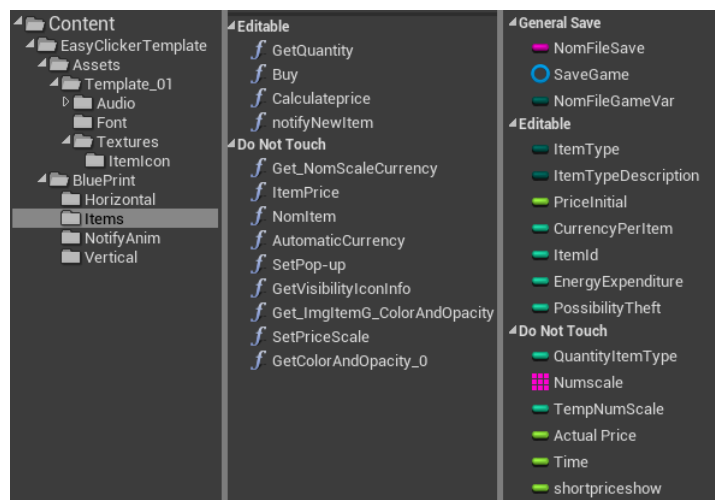 Content
EasyClickerTemplate
Assets
Template_01
Audio
Font
Textures
ItemIcon
BluePrint
Horizontal
Items
NotifyAnim
Vertical
Editable
GetQuantity
Buy
Calculateprice
notifyNewItem
Do Not Touch
Get_NomScaleCurrency
ItemPrice
NomItem
AutomaticCurrency
SetPop-up
GetVisibilityIconInfo
Get_ImgItemG_ColorAndOpacity
SetPriceScale
GetColorAndOpacity_0
General Save
NomFileSave
SaveGame
NomFileGameVar
Editable
ItemType
ItemTypeDescription
PriceInitial
CurrencyPerItem
ItemId
EnergyExpenditure
PossibilityTheft
Do Not Touch
QuantityItemType
Numscale
TempNumScale
Actual Price
Time
shortpriceshow